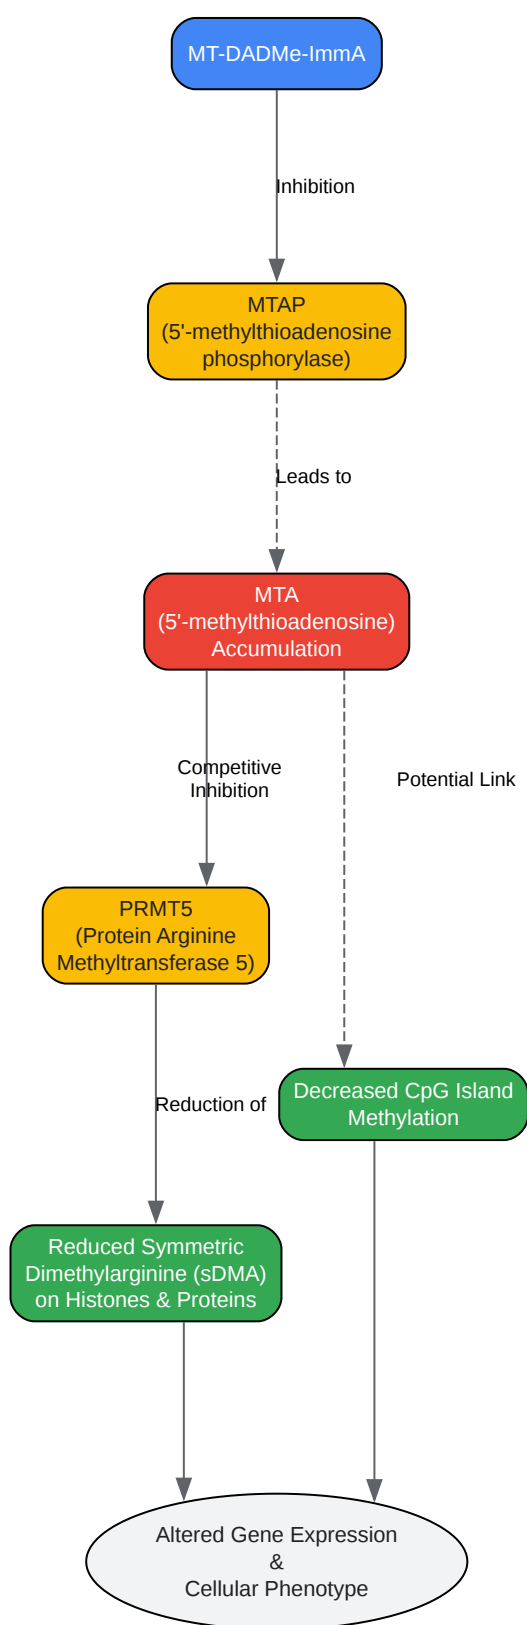 MT-DADMe-ImmA
Inhibition
MTAP
(5'-methylthioadenosine
phosphorylase)
Leads to
MTA
(5'-methylthioadenosine)
Accumulation
Competitive
Inhibition
Potential Link
PRMT5
(Protein Arginine
Methyltransferase 5)
Reduction of
Decreased CpG Island
Methylation
Reduced Symmetric
Dimethylarginine (sDMA)
on Histones & Proteins
Altered Gene Expression
&
Cellular Phenotype